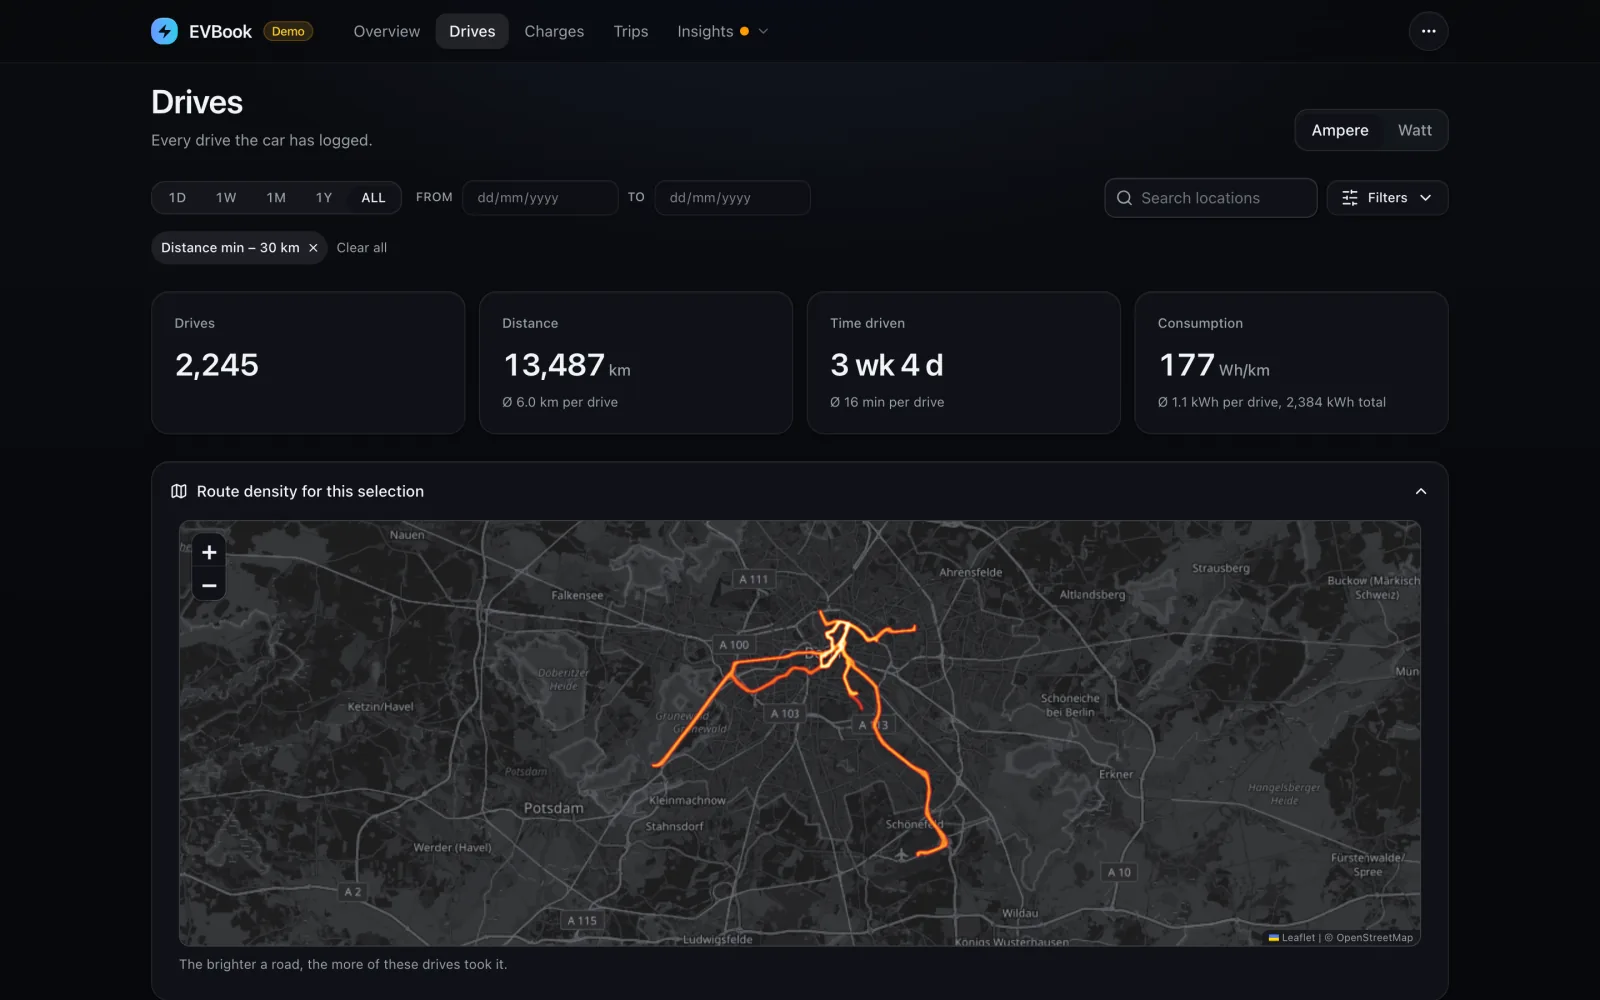 EVBook Demo Overview Drives Charges Trips Insights
Drives
Every drive the car has logged.
Ampere Watt
1D 1W 1M 1Y ALL FROM dd/mm/yyyy TO dd/mm/yyyy Search locations Filters
Distance min – 30 km × Clear all
Drives
2,245
Distance
13,487 km
Ø 6.0 km per drive
Time driven
3 wk 4 d
Ø 16 min per drive
Consumption
177 Wh/km
Ø 1.1 kWh per drive, 2,384 kWh total
Route density for this selection
+
−
Nauen
Falkensee
A 111
Ahrensfelde
Altlandsberg
Strausberg
Buckow (Märkisch
Schweiz)
A 100
Döberitzer
Heide
Ketzin/Havel
Grunewald
Grunewald
A 103
Schöneiche
bei Berlin
Potsdam
Potsdam
Kleinmachnow
Stahnsdorf
Schönefeld
Erkner
Hangelsberger
Heide
Werder (Havel)
Fürstenwalde/
Spree
A 2
A 10
A 115
Wildau
Ludwigsfelde
Königs Wusterhausen
Leaflet | © OpenStreetMap
The brighter a road, the more of these drives took it.